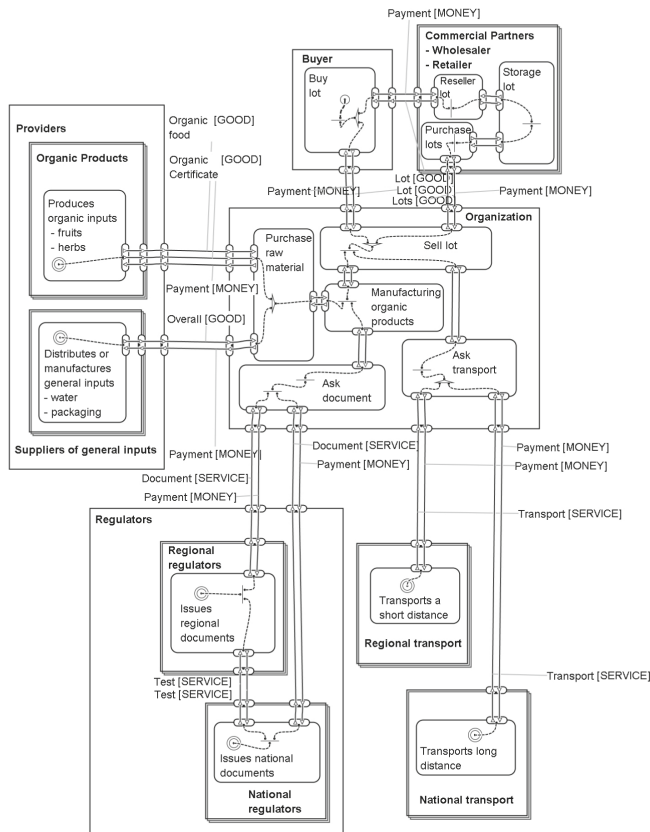 Payment [MONEY]
Commercial Partners
- Wholesaler
- Retailer
Buyer
Buy
lot
Reseller
lot
Storage
lot
Purchase
lots
Providers
Organic [GOOD]
food
Organic [GOOD]
Certificate
Organic Products
Produces
organic inputs
- fruits
- herbs
Payment [MONEY]
Lot [GOOD]
Lot [GOOD
Lots [GOOD
Payment [MONEY]
Organization
Purchase
raw
material
Sell lot
Payment [MONEY]
Manufacturing
organic
products
Overall [GOOD]
Distributes or
manufactures
general inputs
- water
- packaging
Suppliers of general inputs
Ask
document
Ask
transport
Payment [MONEY]
Document [SERVICE]
Payment [MONEY]
Document [SERVICE]
Payment [MONEY]
Payment [MONEY]
Payment [MONEY]
Transport [SERVICE]
Regulators
Regional
regulators
Issues
regional
documents
Transports a
short distance
Regional transport
Test [SERVICE]
Test [SERVICE]
Transport [SERVICE]
Issues national
documents
National
regulators
Transports long
distance
National transport